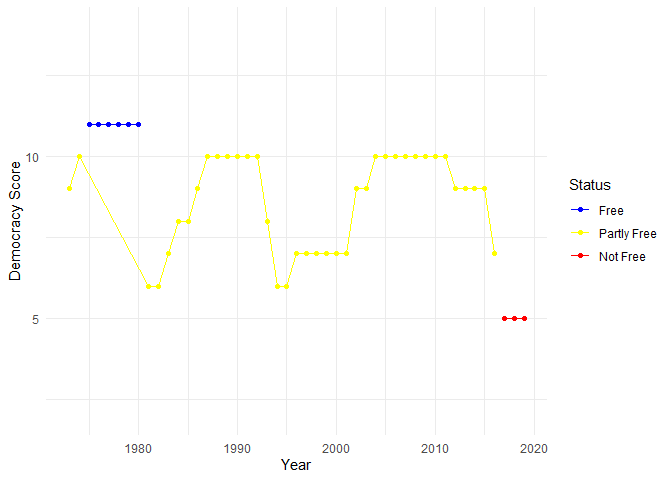 Democracy Score
10
5
1980
1990
2000
2010
2020
Year
Status
Free
Partly Free
Not Free